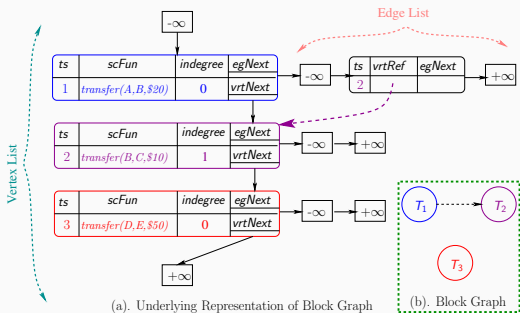 -∞
Edge List
Vertex List
ts scFun indegree egNext
1 transfer(A,B,$20) 0 vrtNext
-∞
ts vrtRef egNext
2
+∞
ts scFun indegree egNext
2 transfer(B,C,$10) 1 vrtNext
-∞
+∞
ts scFun indegree egNext
3 transfer(D,E,$50) 0 vrtNext
-∞
+∞
+∞
T1
T2
T3
(a). Underlying Representation of Block Graph
(b). Block Graph